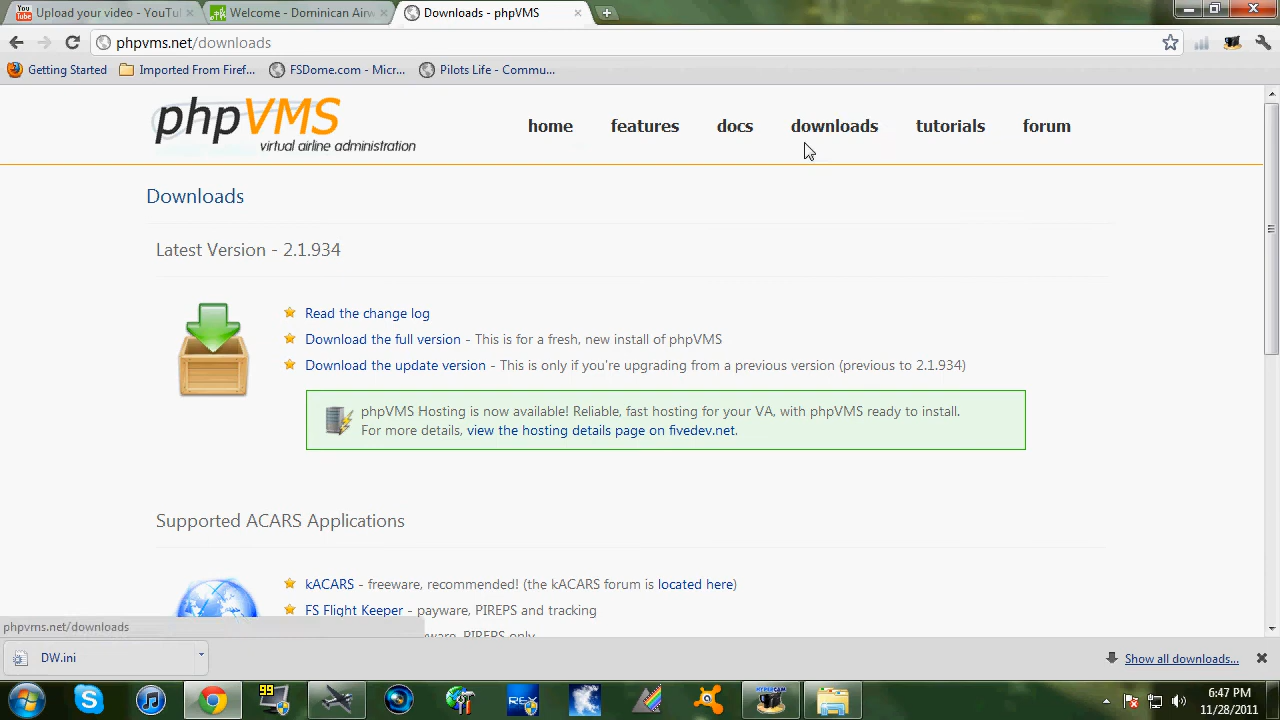 Upload your video - YouTu
Welcome - Dominican Airw
Downloads - phpVMS
phpvms.net/downloads
Getting Started
Imported From Firef...
FSDome.com - Micr...
Pilots Life - Commu...
phpVMS
virtual airline administration
home
features
docs
downloads
tutorials
forum
Downloads
Latest Version - 2.1.934
Read the change log
Download the full version - This is for a fresh, new install of phpVMS
Download the update version - This is only if you're upgrading from a previous version (previous to 2.1.934)
phpVMS Hosting is now available! Reliable, fast hosting for your VA, with phpVMS ready to install.
For more details, view the hosting details page on fivedev.net.
Supported ACARS Applications
kACARS - freeware, recommended! (the kACARS forum is located here)
FS Flight Keeper - payware, PIREPS and tracking
PIREPS only
phpvms.net/downloads
DW.ini
Show all downloads...
99
REX
HYPERCAM
6:47 PM
11/28/2011